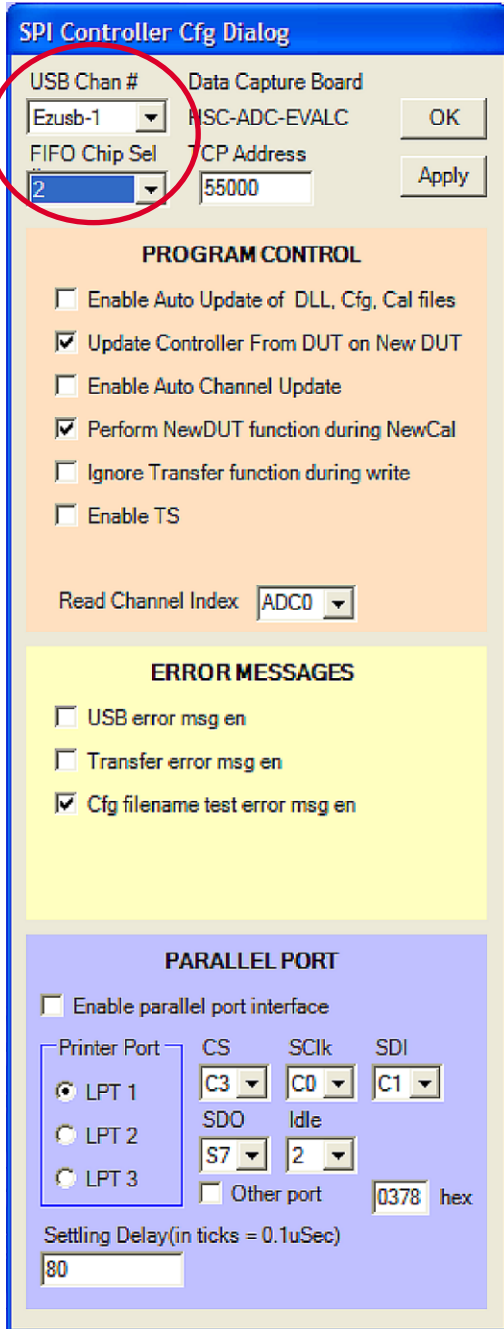 SPI Controller Cfg Dialog
USB Chan # Data Capture Board
Ezusb-1 HSC-ADC-EVALC OK
FIFO Chip Sel TCP Address
2 55000 Apply
PROGRAM CONTROL
Enable Auto Update of DLL, Cfg, Cal files
Update Controller From DUT on New DUT
Enable Auto Channel Update
Perform NewDUT function during NewCal
Ignore Transfer function during write
Enable TS
Read Channel Index ADC0
ERROR MESSAGES
USB error msg en
Transfer error msg en
Cfg filename test error msg en
PARALLEL PORT
Enable parallel port interface
Printer Port CS SClk SDI
LPT 1 C3 C0 C1
LPT 2 SDO Idle
S7 2
LPT 3 Other port 0378 hex
Settling Delay(in ticks = 0.1uSec)
80